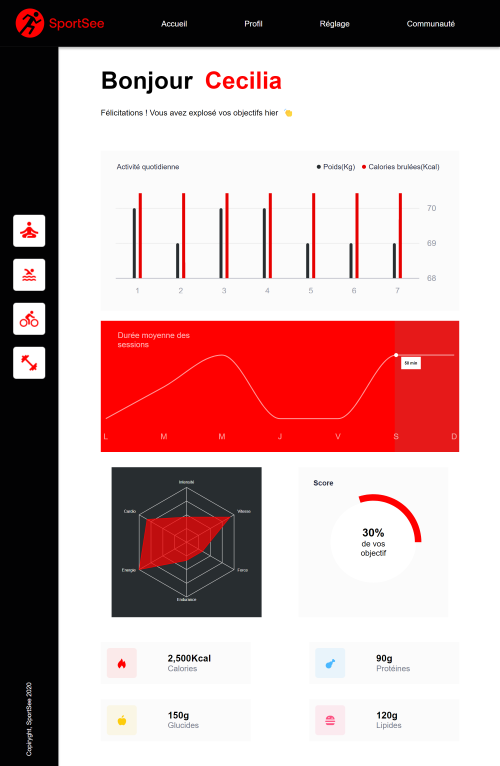 SportSee
Accueil
Profil
Réglage
Communauté
Bonjour Cecilia
Félicitations ! Vous avez explosé vos objectifs hier
Activité quotidienne
Poids(Kg)
Calories brulées(Kcal)
70
69
68
1 2 3 4 5 6 7
Durée moyenne des
sessions
50 min
L M M J V S D
Intensité
Vitesse
Force
Endurance
Energie
Cardio
Score
30%
de vos
objectif
2,500Kcal
Calories
90g
Protéines
150g
Glucides
120g
Lipides
Copiryght, SportSee 2020